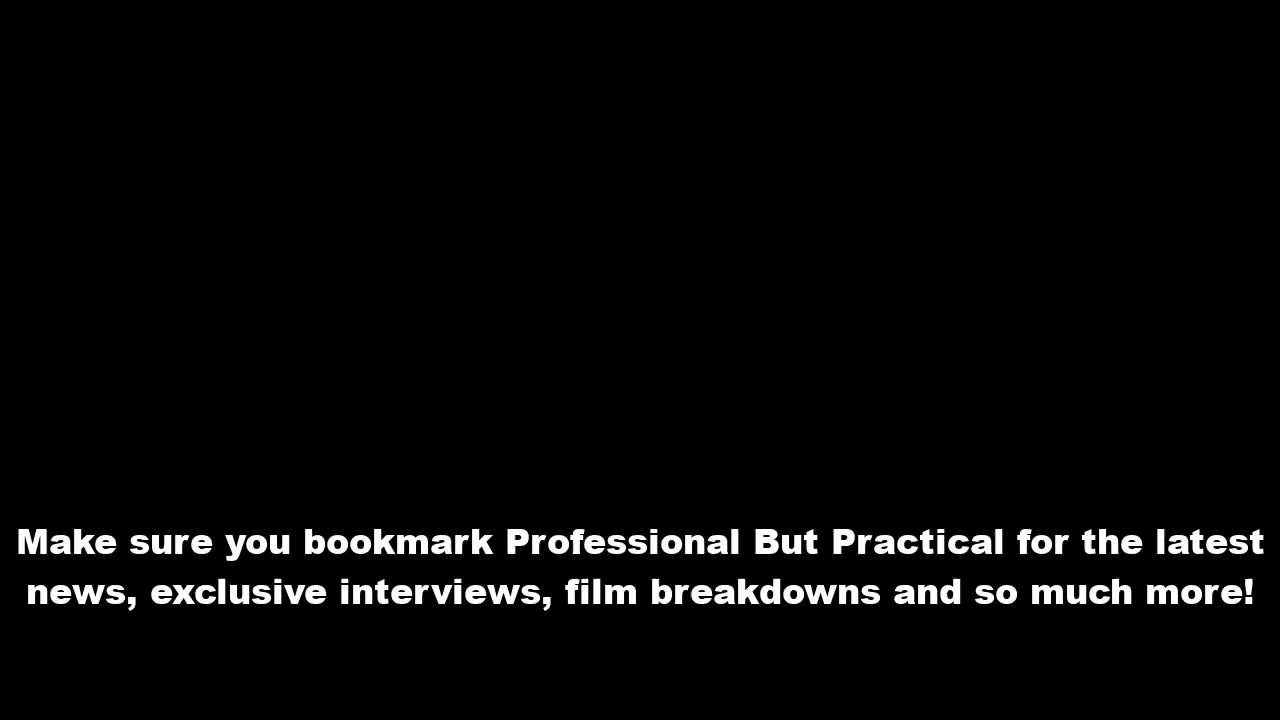 Make sure you bookmark Professional But Practical for the latest
news, exclusive interviews, film breakdowns and so much more!